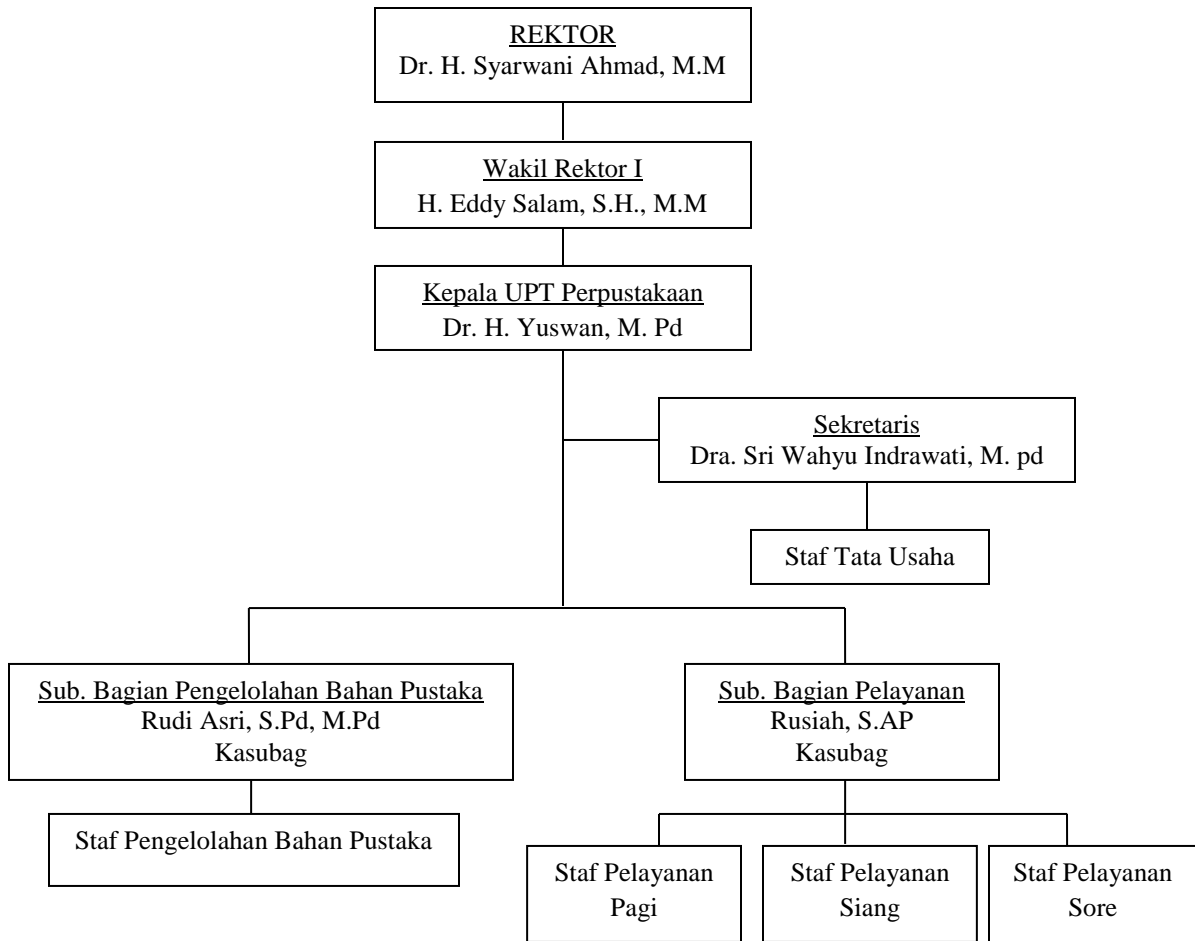 REKTOR
Dr. H. Syarwani Ahmad, M.M
Wakil Rektor I
H. Eddy Salam, S.H., M.M
Kepala UPT Perpustakaan
Dr. H. Yuswan, M. Pd
Sekretaris
Dra. Sri Wahyu Indrawati, M. pd
Staf Tata Usaha
Sub. Bagian Pengelolahan Bahan Pustaka
Rudi Asri, S.Pd, M.Pd
Kasubag
Sub. Bagian Pelayanan
Rusiah, S.AP
Kasubag
Staf Pengelolahan Bahan Pustaka
Staf Pelayanan
Pagi
Staf Pelayanan
Siang
Staf Pelayanan
Sore